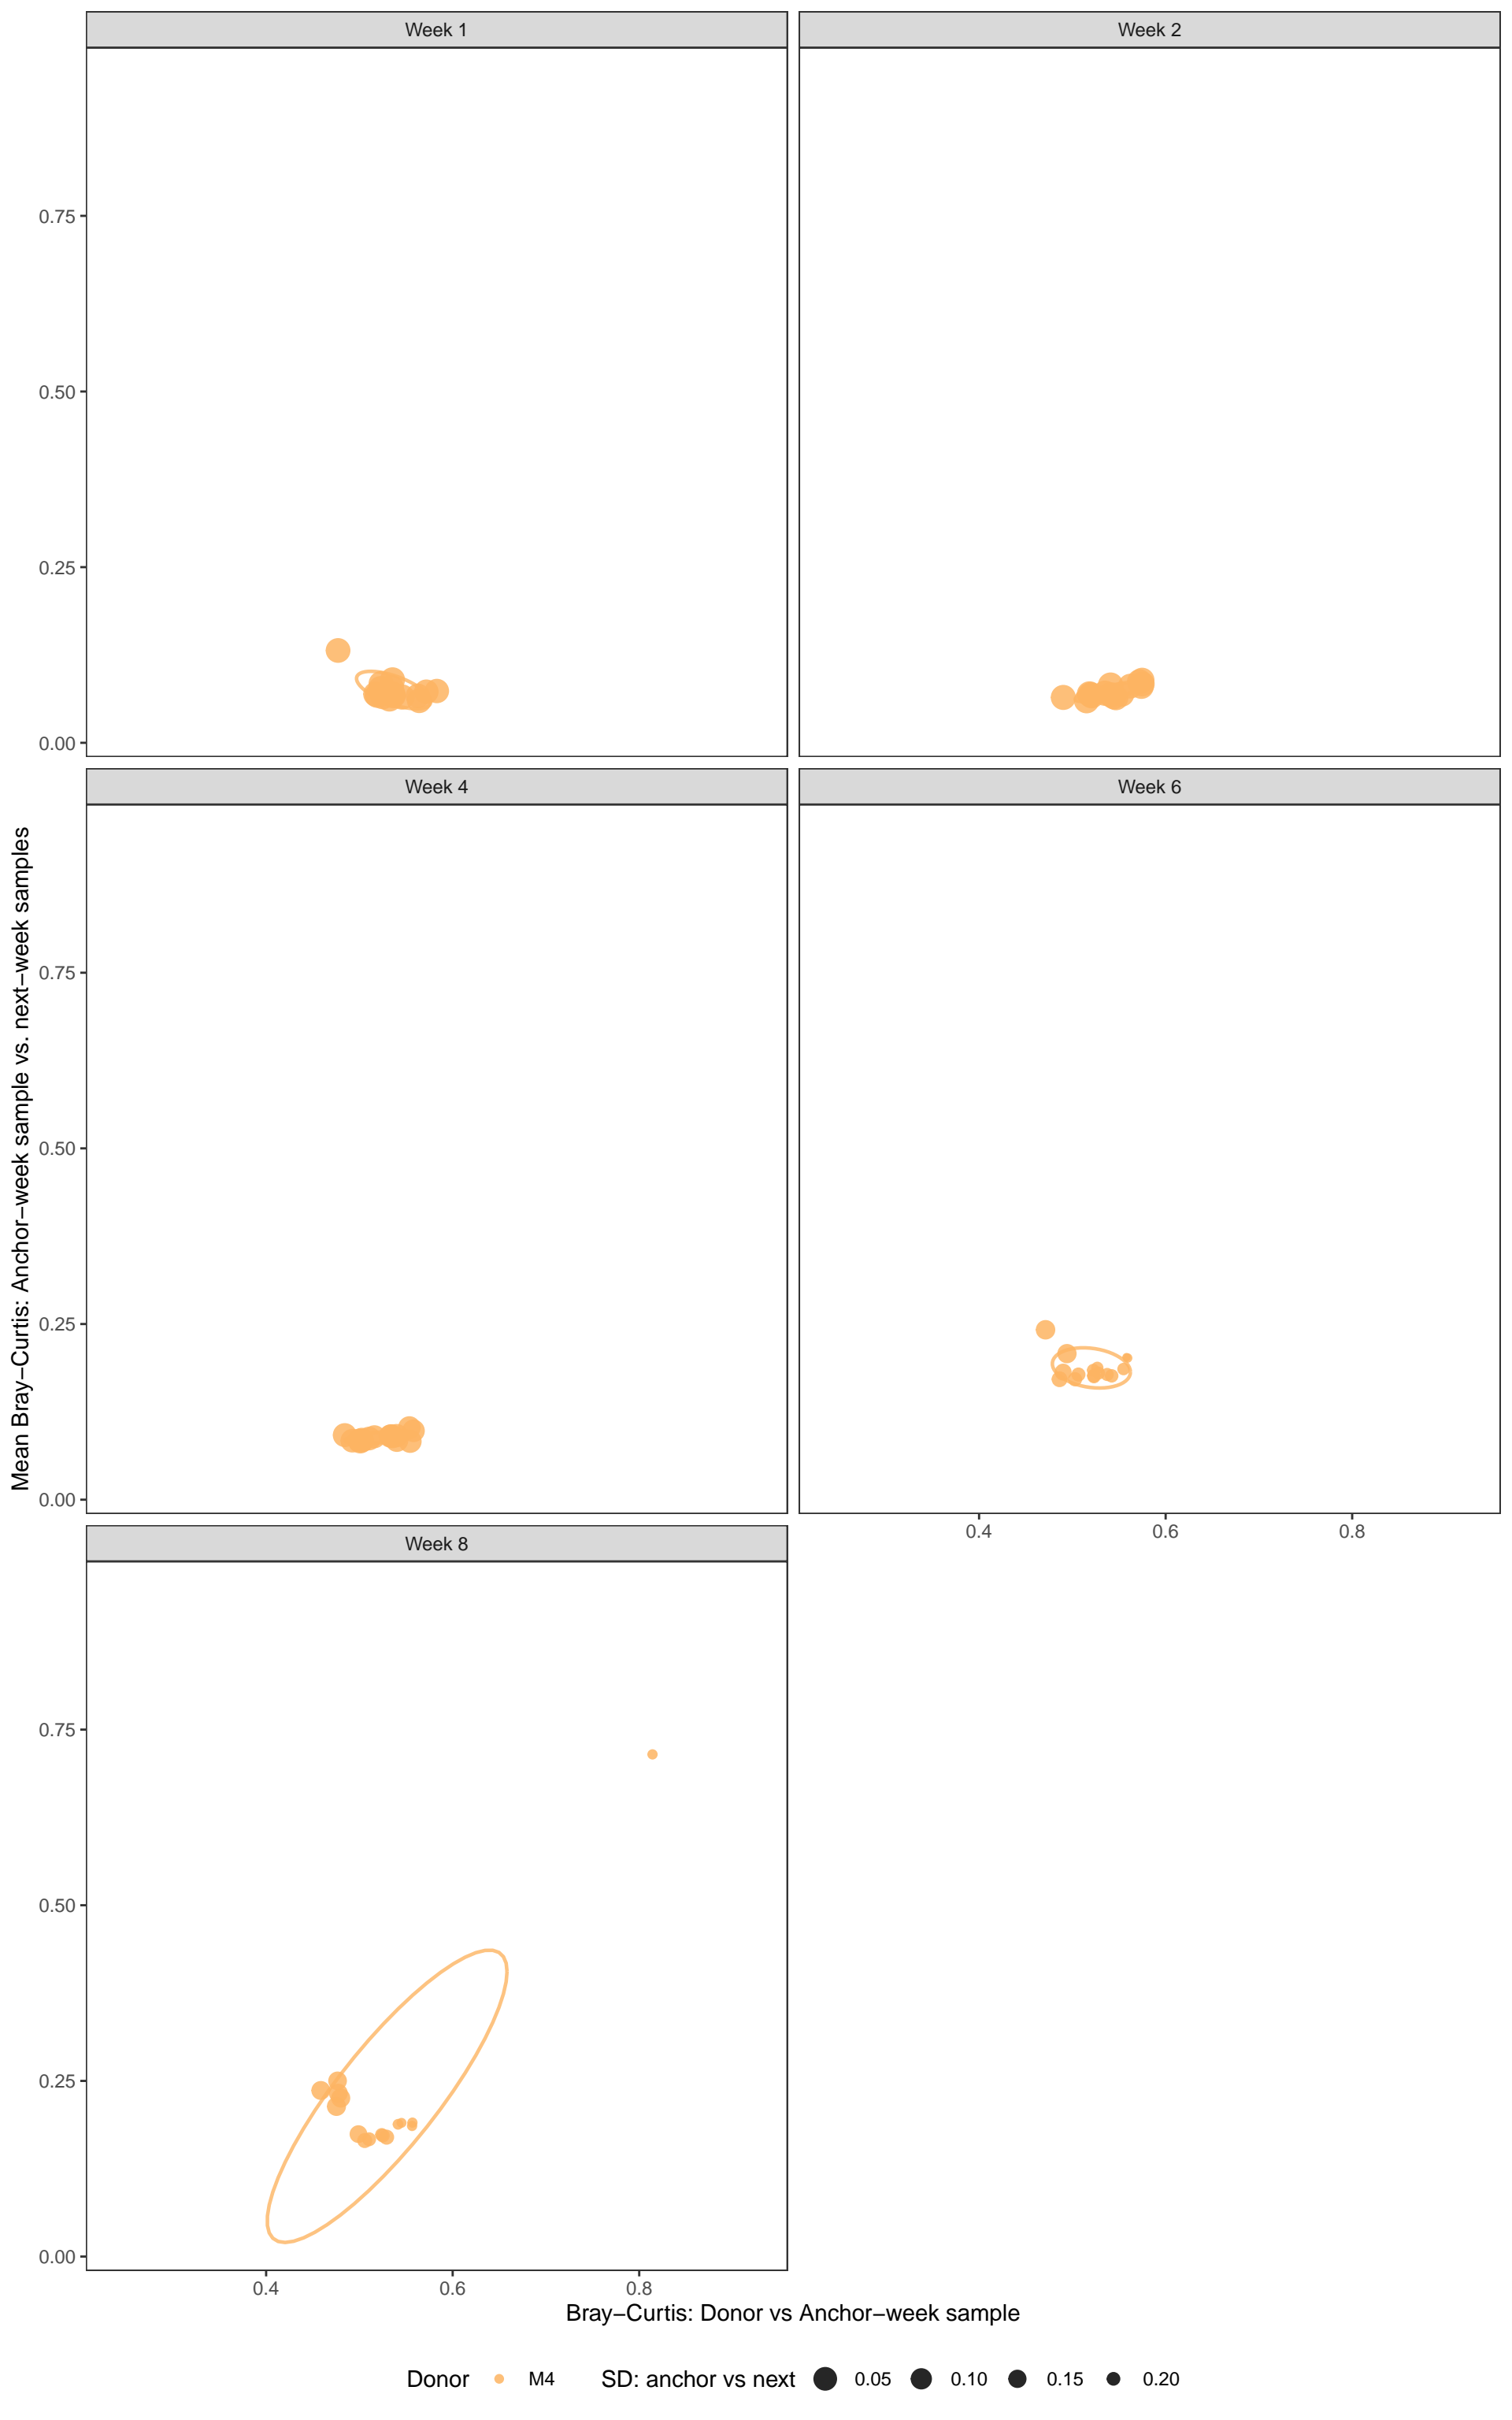 Week 1
Week 2
0.75
0.50
0.25
0.00
Week 4
Week 6
Mean Bray−Curtis: Anchor−week sample vs. next−week samples
0.75
0.50
0.25
0.00
0.4 0.6 0.8
Week 8
0.75
0.50
0.25
0.00
0.4 0.6 0.8
Bray−Curtis: Donor vs Anchor−week sample
Donor M4 SD: anchor vs next 0.05 0.10 0.15 0.20